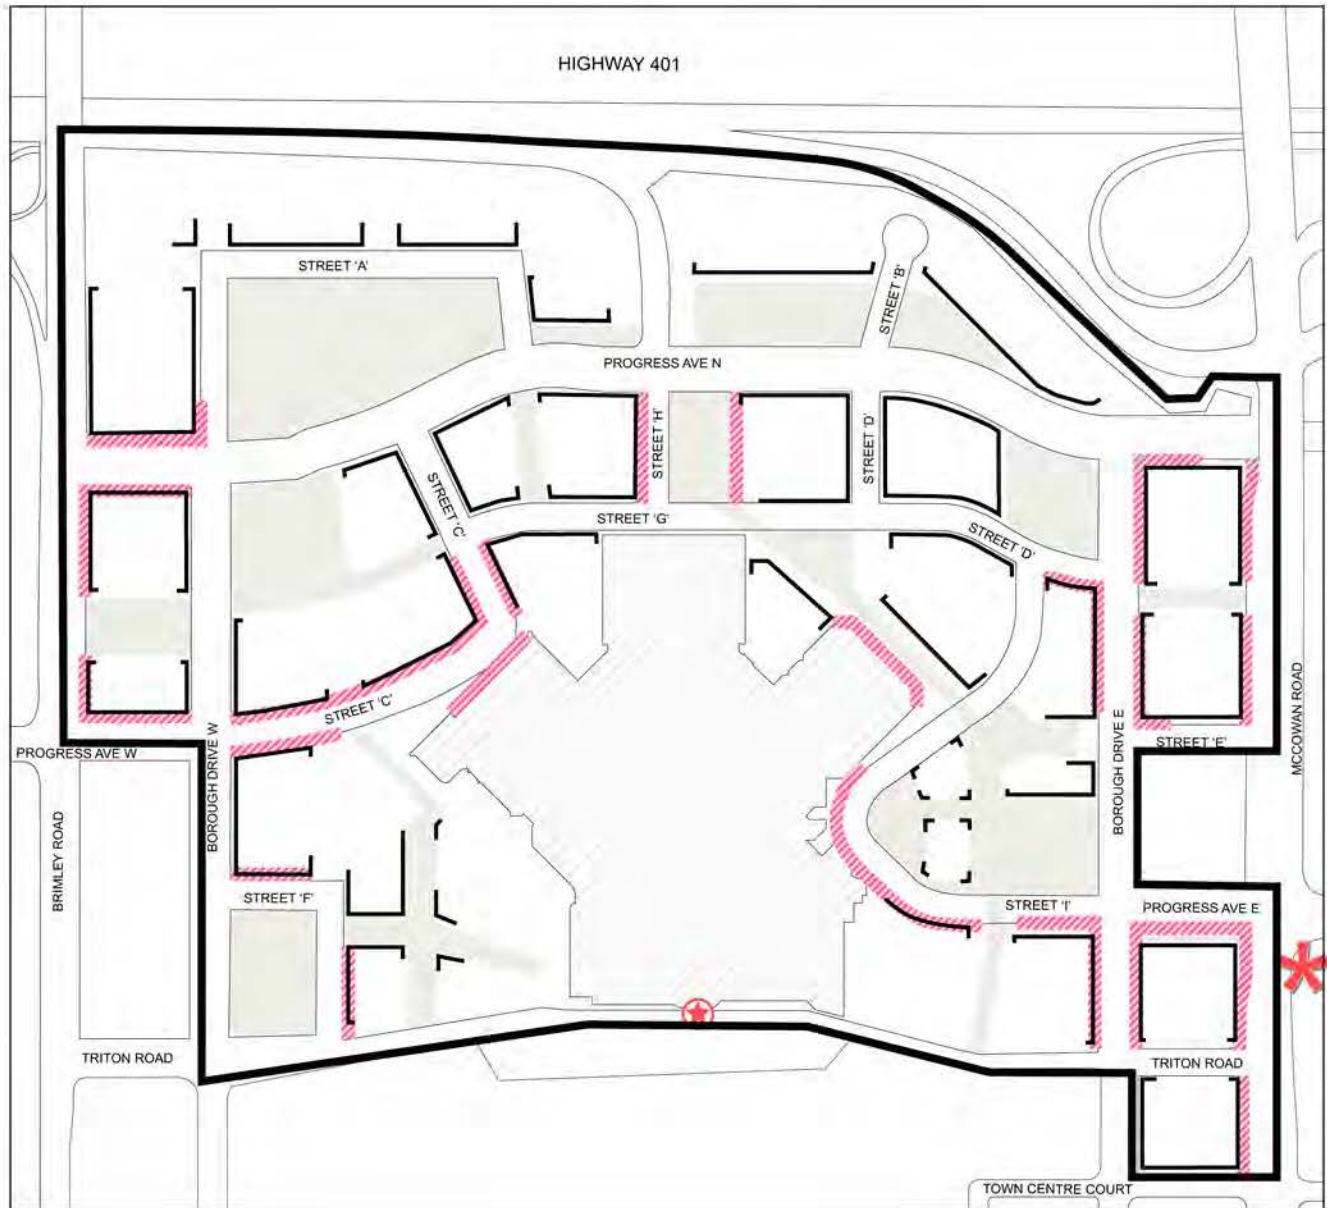 HIGHWAY 401
STREET 'A'
STREET 'B'
PROGRESS AVE N
STREET 'H'
STREET 'D'
STREET 'C'
STREET 'G'
STREET 'D'
STREET 'C'
PROGRESS AVE W
BOROUGH DRIVE W
BOROUGH DRIVE E
STREET 'E'
MCCOWAN ROAD
BRIMLEY ROAD
STREET 'F'
STREET 'I'
PROGRESS AVE E
TRITON ROAD
TRITON ROAD
TOWN CENTRE COURT